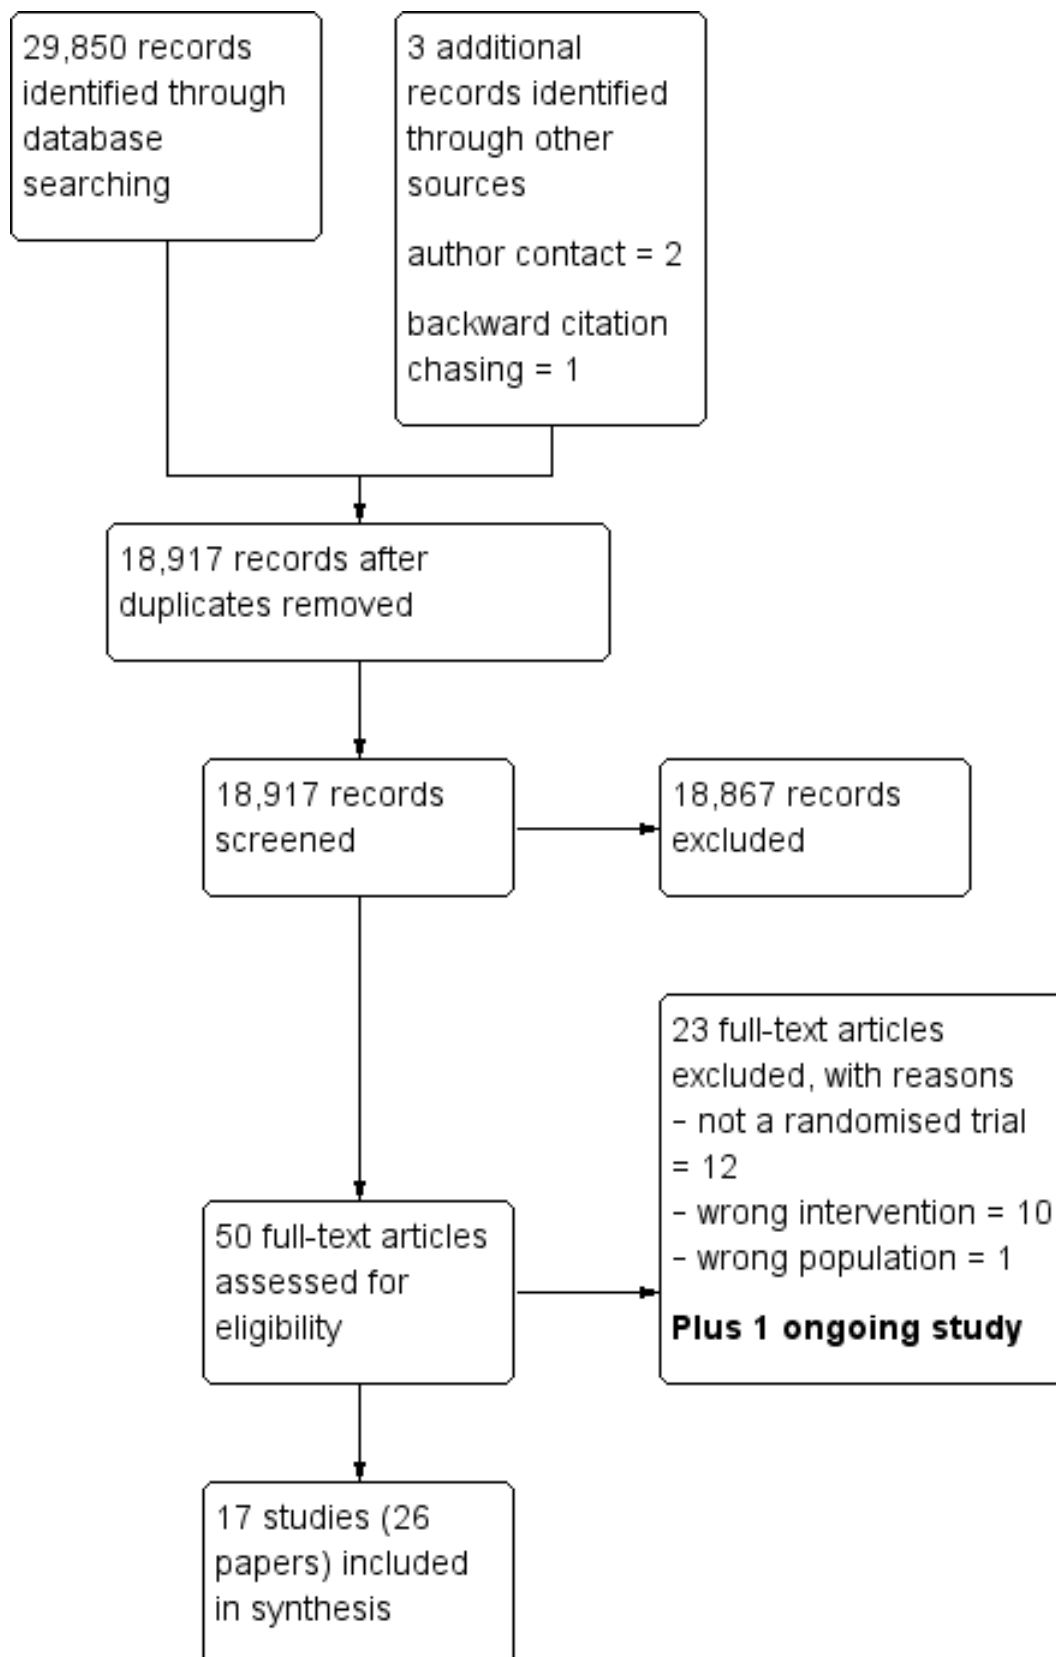 29,850 records
identified through
database
searching
3 additional
records identified
through other
sources
author contact = 2
backward citation
chasing = 1
18,917 records after
duplicates removed
18,917 records
screened
18,867 records
excluded
50 full-text articles
assessed for
eligibility
23 full-text articles
excluded, with reasons
– not a randomised trial
= 12
– wrong intervention = 10
– wrong population = 1
Plus 1 ongoing study
17 studies (26
papers) included
in synthesis